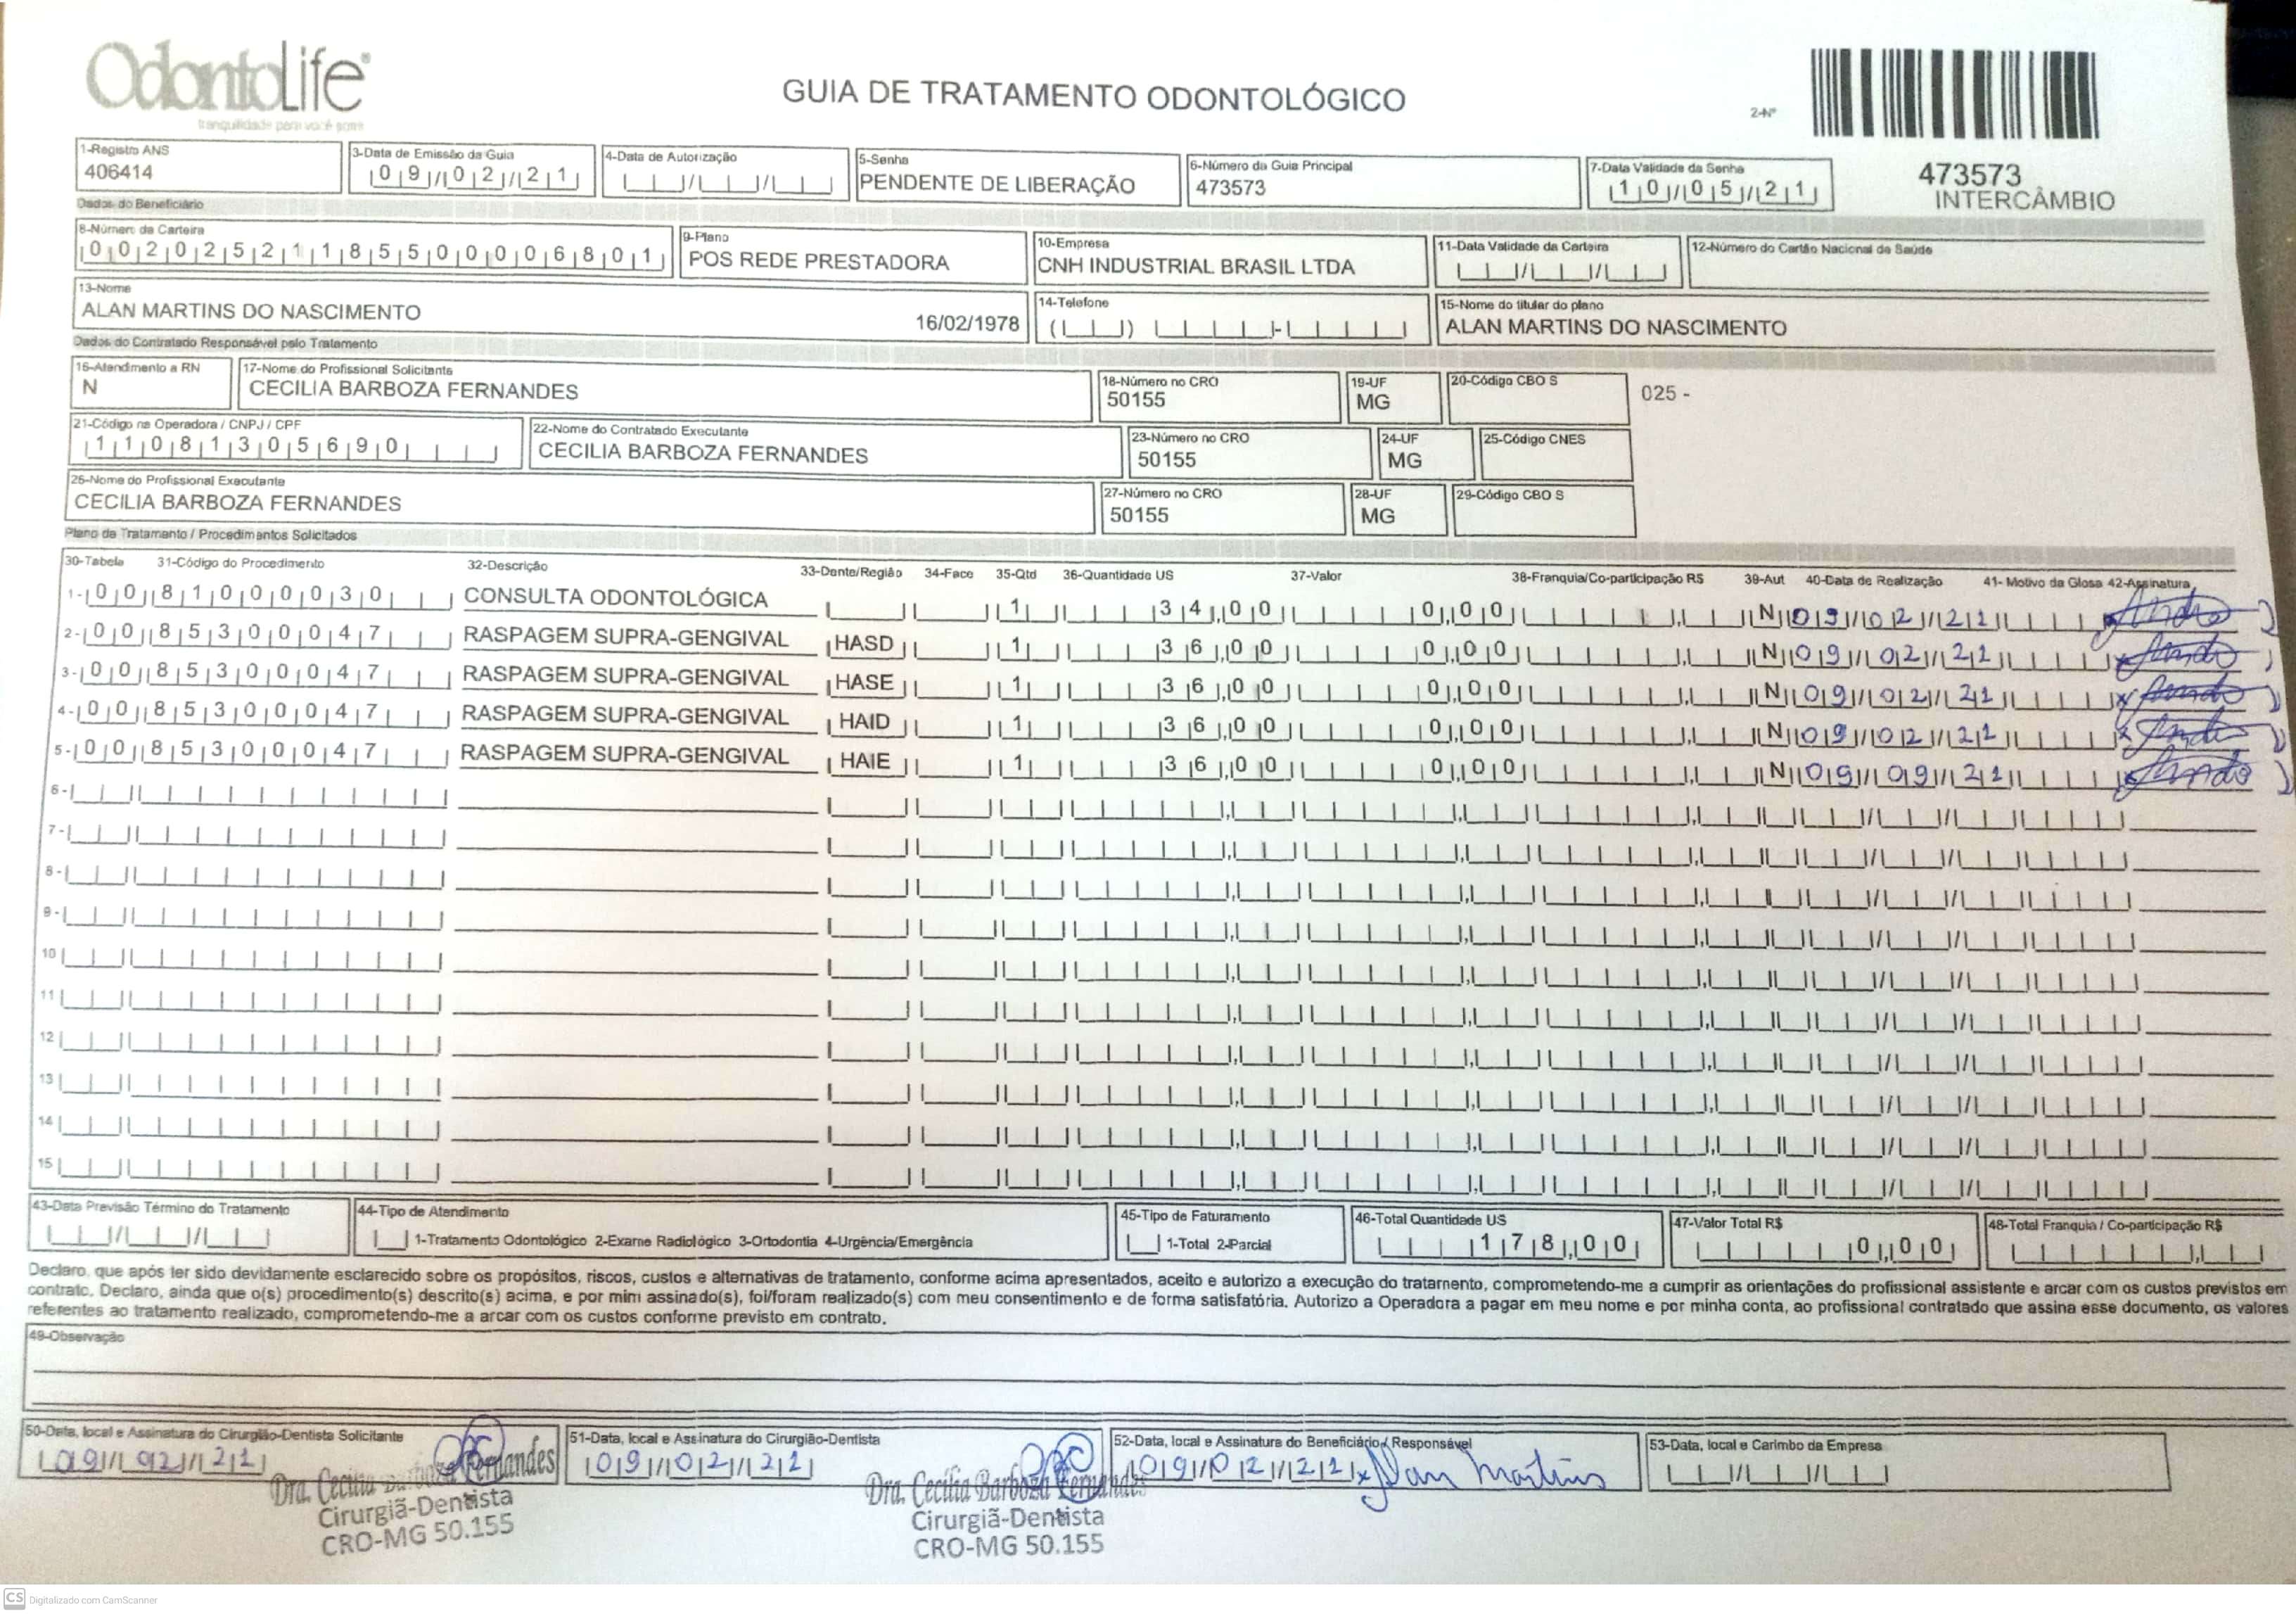 OdontoLife
tranquilidade para você sorrir
GUIA DE TRATAMENTO ODONTOLÓGICO
2-Nº
473573
INTERCÂMBIO
1-Registro ANS
406414
3-Data de Emissão da Guia
09/02/21
4-Data de Autorização
5-Senha
PENDENTE DE LIBERAÇÃO
6-Número da Guia Principal
473573
7-Data Validade da Senha
10/05/21
Dados do Beneficiário
8-Número da Carteira
00202521185500006801
9-Plano
POS REDE PRESTADORA
10-Empresa
CNH INDUSTRIAL BRASIL LTDA
11-Data Validade da Carteira
12-Número do Cartão Nacional de Saúde
13-Nome
ALAN MARTINS DO NASCIMENTO 16/02/1978
14-Telefone
15-Nome do titular do plano
ALAN MARTINS DO NASCIMENTO
Dados do Contratado Responsável pelo Tratamento
16-Atendimento a RN
N
17-Nome do Profissional Solicitante
CECILIA BARBOZA FERNANDES
18-Número no CRO
50155
19-UF
MG
20-Código CBO S
025 -
21-Código na Operadora / CNPJ / CPF
11081305690
22-Nome do Contratado Executante
CECILIA BARBOZA FERNANDES
23-Número no CRO
50155
24-UF
MG
25-Código CNES
26-Nome do Profissional Executante
CECILIA BARBOZA FERNANDES
27-Número no CRO
50155
28-UF
MG
29-Código CBO S
Plano de Tratamento / Procedimentos Solicitados
30-Tabela 31-Código do Procedimento 32-Descrição 33-Dente/Região 34-Face 35-Qtd 36-Quantidade US 37-Valor 38-Franquia/Co-participação R$ 39-Aut 40-Data de Realização 41- Motivo da Glosa 42-Assinatura
1- 00 81000030 CONSULTA ODONTOLÓGICA 1 34,00 0,00 N 09/02/21
2- 00 85300047 RASPAGEM SUPRA-GENGIVAL HASD 1 36,00 0,00 N 09/02/21
3- 00 85300047 RASPAGEM SUPRA-GENGIVAL HASE 1 36,00 0,00 N 09/02/21
4- 00 85300047 RASPAGEM SUPRA-GENGIVAL HAID 1 36,00 0,00 N 09/02/21
5- 00 85300047 RASPAGEM SUPRA-GENGIVAL HAIE 1 36,00 0,00 N 09/09/21
6-
7-
8-
9-
10
11
12
13
14
15
43-Data Previsão Término do Tratamento
44-Tipo de Atendimento
1-Tratamento Odontológico 2-Exame Radiológico 3-Ortodontia 4-Urgência/Emergência
45-Tipo de Faturamento
1-Total 2-Parcial
46-Total Quantidade US
178,00
47-Valor Total R$
0,00
48-Total Franquia / Co-participação R$
Declaro, que após ter sido devidamente esclarecido sobre os propósitos, riscos, custos e alternativas de tratamento, conforme acima apresentados, aceito e autorizo a execução do tratamento, comprometendo-me a cumprir as orientações do profissional assistente e arcar com os custos previstos em
contrato. Declaro, ainda que o(s) procedimento(s) descrito(s) acima, e por mim assinado(s), foi/foram realizado(s) com meu consentimento e de forma satisfatória. Autorizo a Operadora a pagar em meu nome e por minha conta, ao profissional contratado que assina esse documento, os valores
referentes ao tratamento realizado, comprometendo-me a arcar com os custos conforme previsto em contrato.
49-Observação
50-Data, local e Assinatura do Cirurgião-Dentista Solicitante
09/02/21
Dra. Cecilia Barboza Fernandes
Cirurgiã-Dentista
CRO-MG 50.155
51-Data, local e Assinatura do Cirurgião-Dentista
09/02/21
Dra. Cecilia Barboza Fernandes
Cirurgiã-Dentista
CRO-MG 50.155
52-Data, local e Assinatura do Beneficiário / Responsável
09/02/21 x Alan Martins
53-Data, local e Carimbo da Empresa
CS Digitalizado com CamScanner